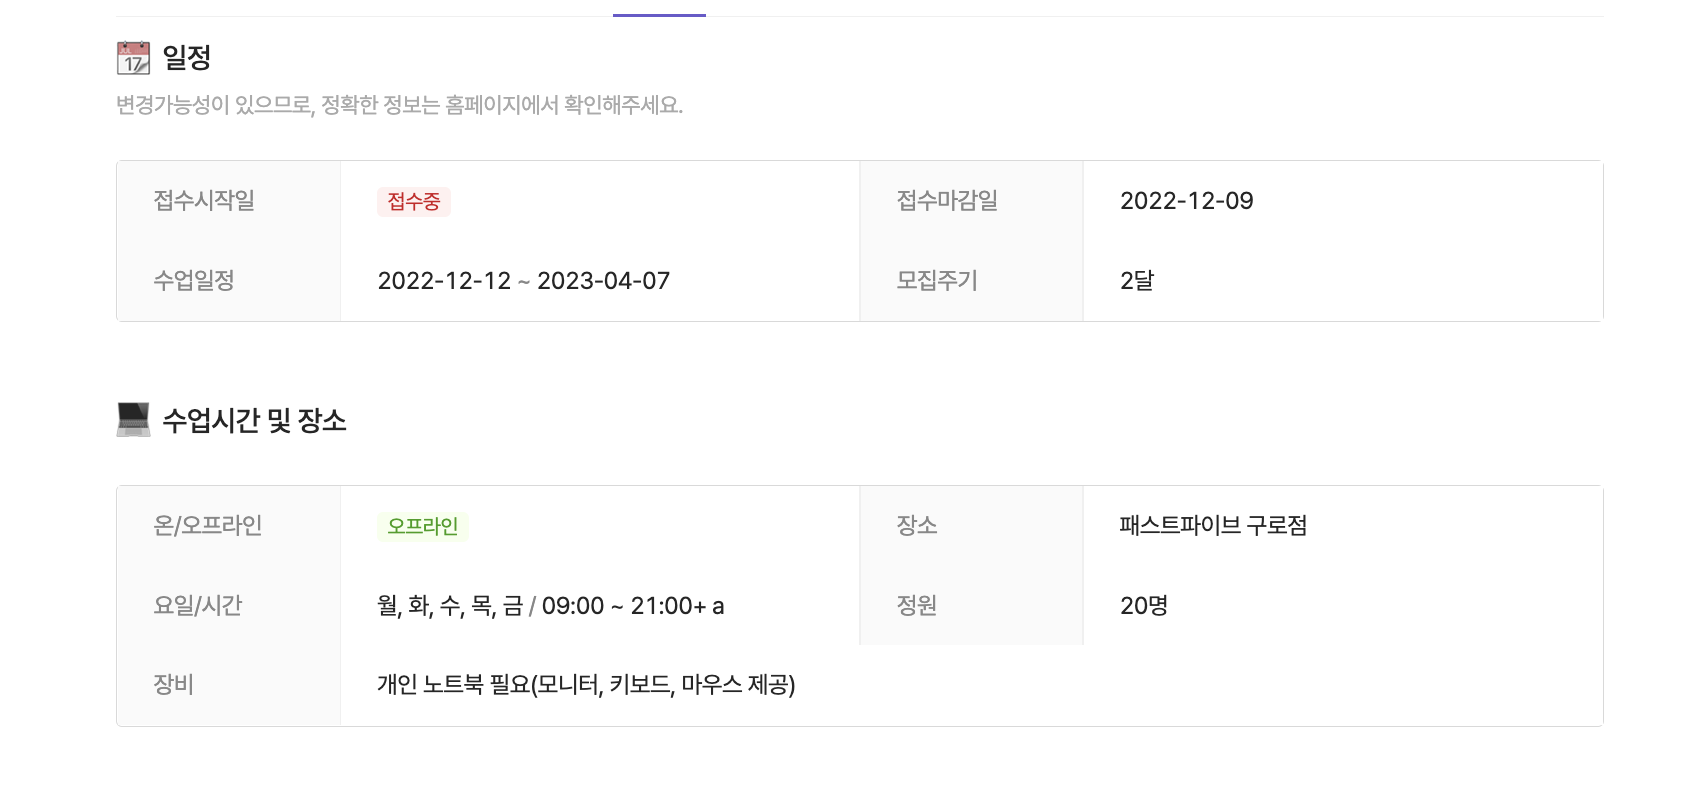 JUL
17
일정
변경가능성이 있으므로, 정확한 정보는 홈페이지에서 확인해주세요.
접수시작일 접수중 접수마감일 2022-12-09
수업일정 2022-12-12 ~ 2023-04-07 모집주기 2달
수업시간 및 장소
온/오프라인 오프라인 장소 패스트파이브 구로점
요일/시간 월, 화, 수, 목, 금 / 09:00 ~ 21:00+ a 정원 20명
장비 개인 노트북 필요(모니터, 키보드, 마우스 제공)